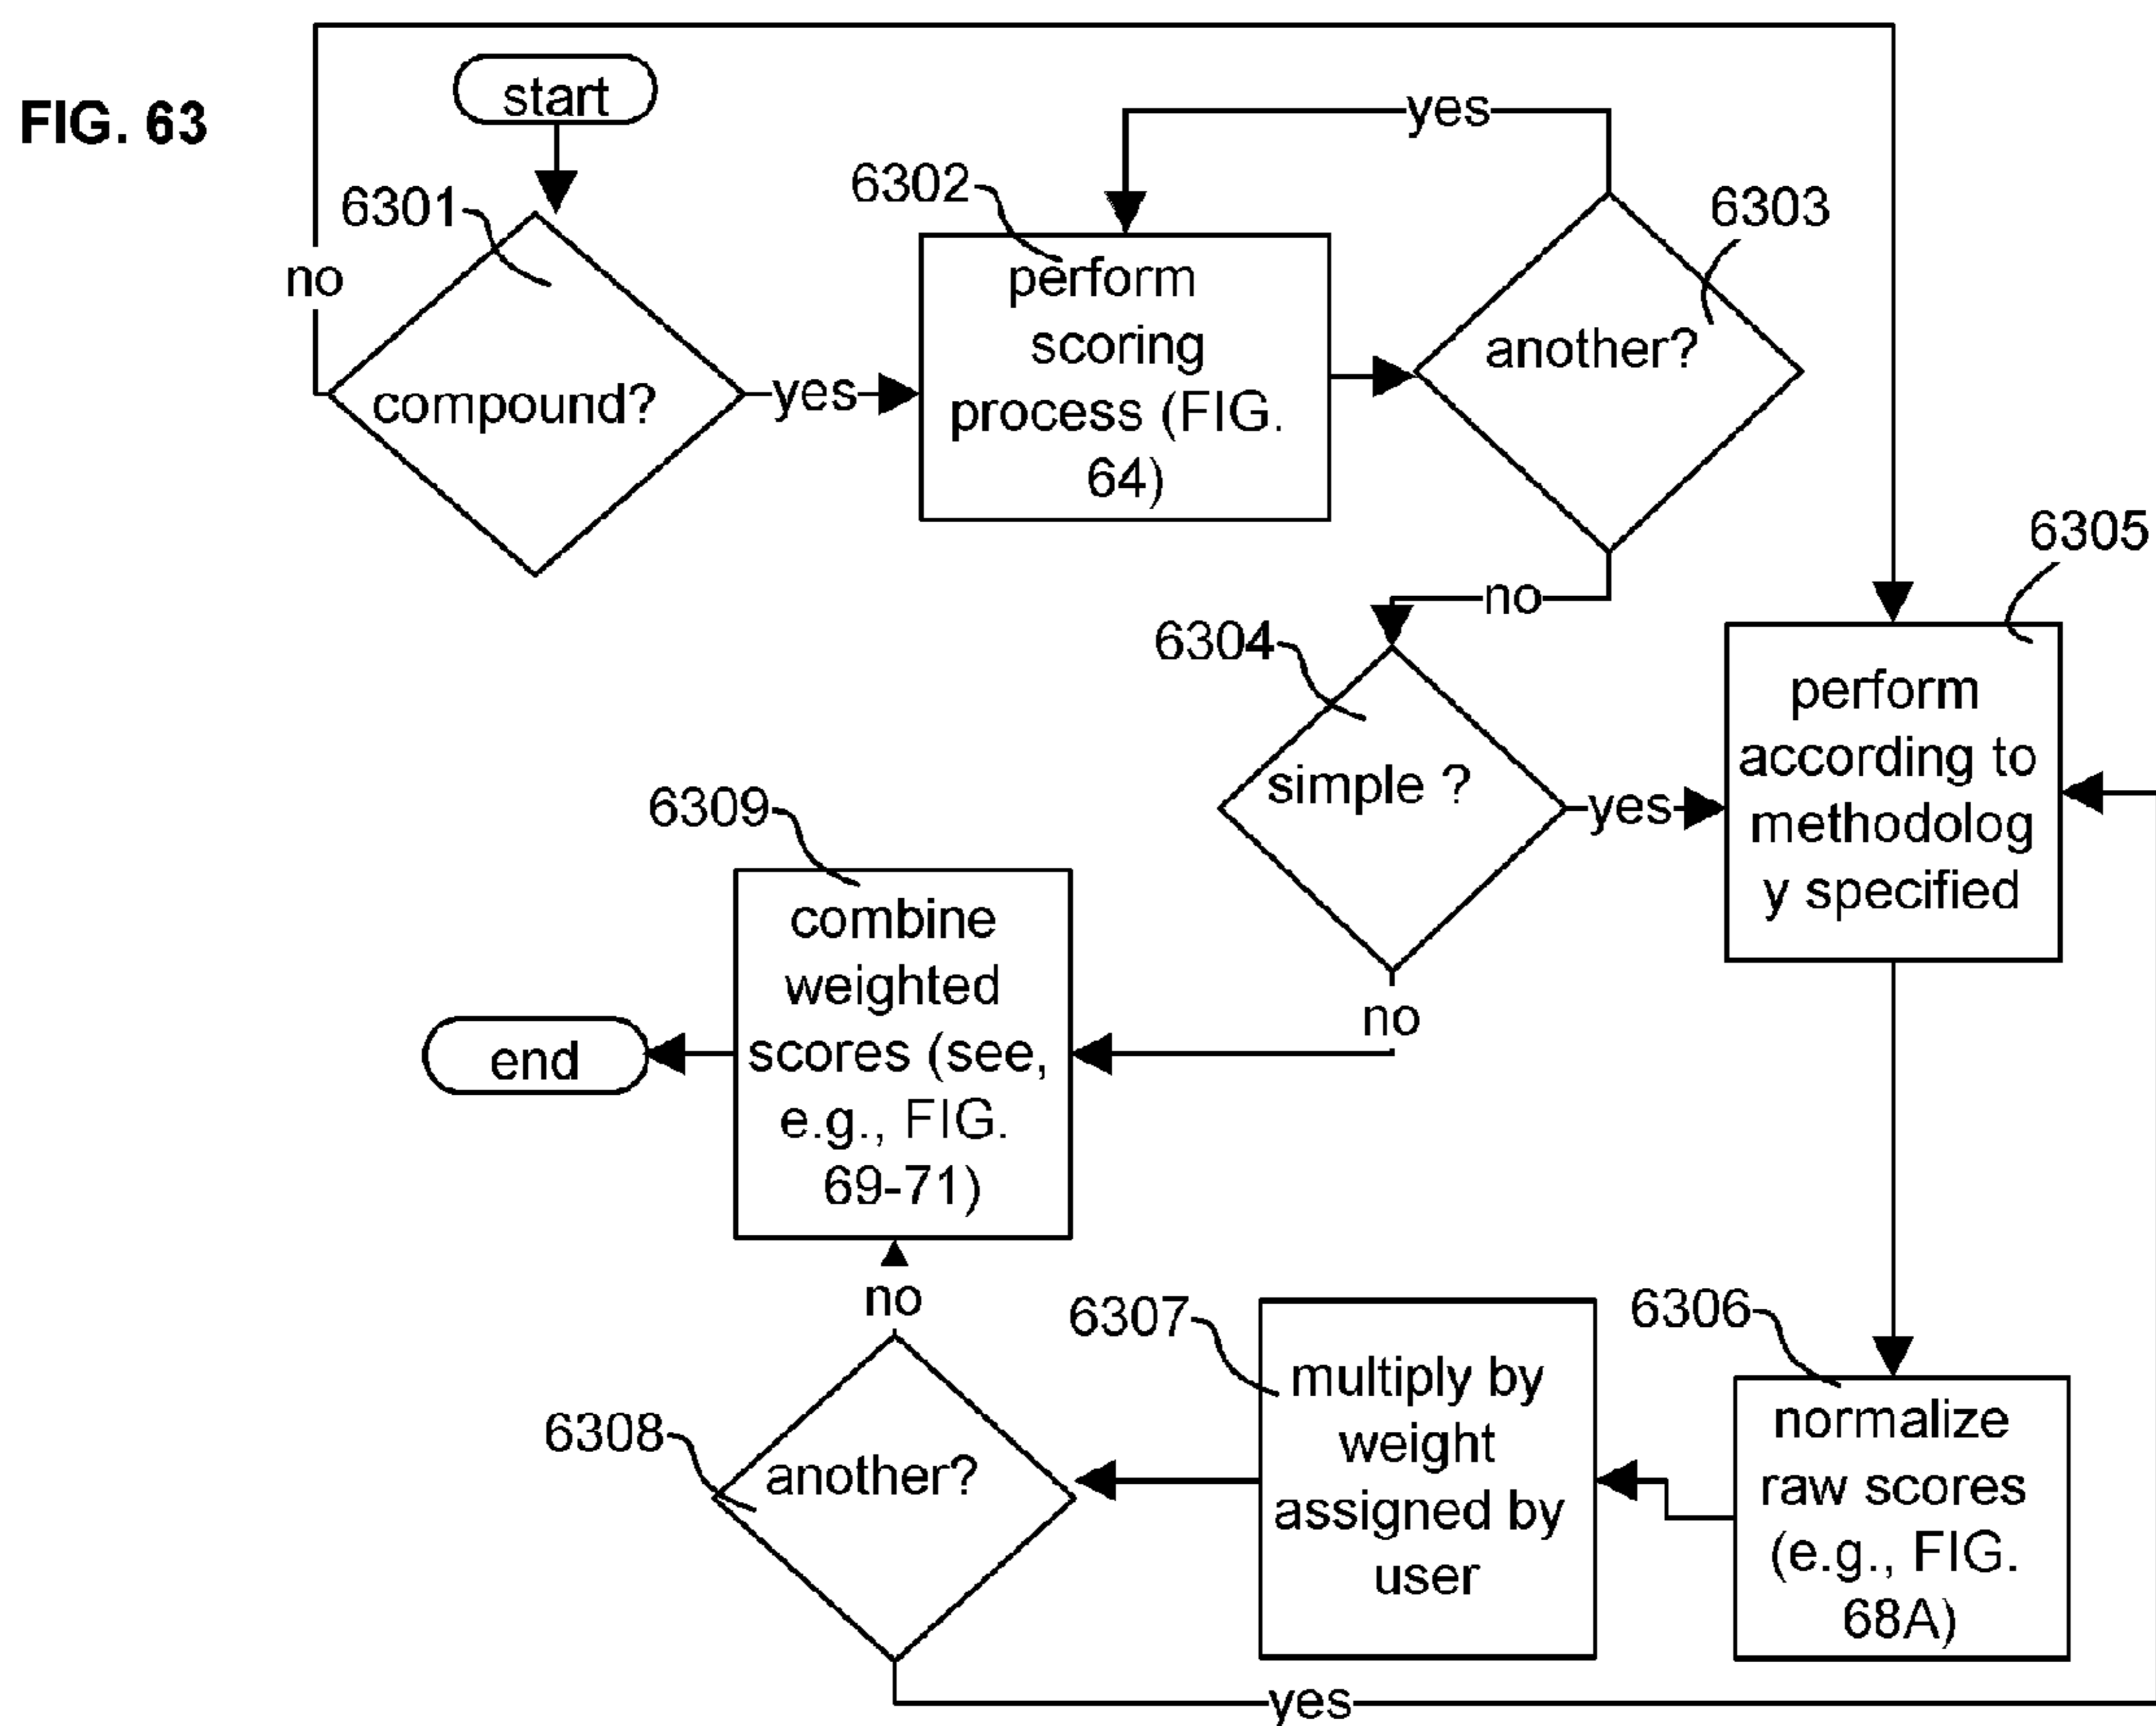 FIG. 63
start
6301
compound?
no
yes
6302
perform
scoring
process (FIG.
64)
yes
6303
another?
no
6304
simple ?
yes
no
6305
perform
according to
methodolog
y specified
6306
normalize
raw scores
(e.g., FIG.
68A)
6307
multiply by
weight
assigned by
user
6308
another?
no
yes
6309
combine
weighted
scores (see,
e.g., FIG.
69-71)
end